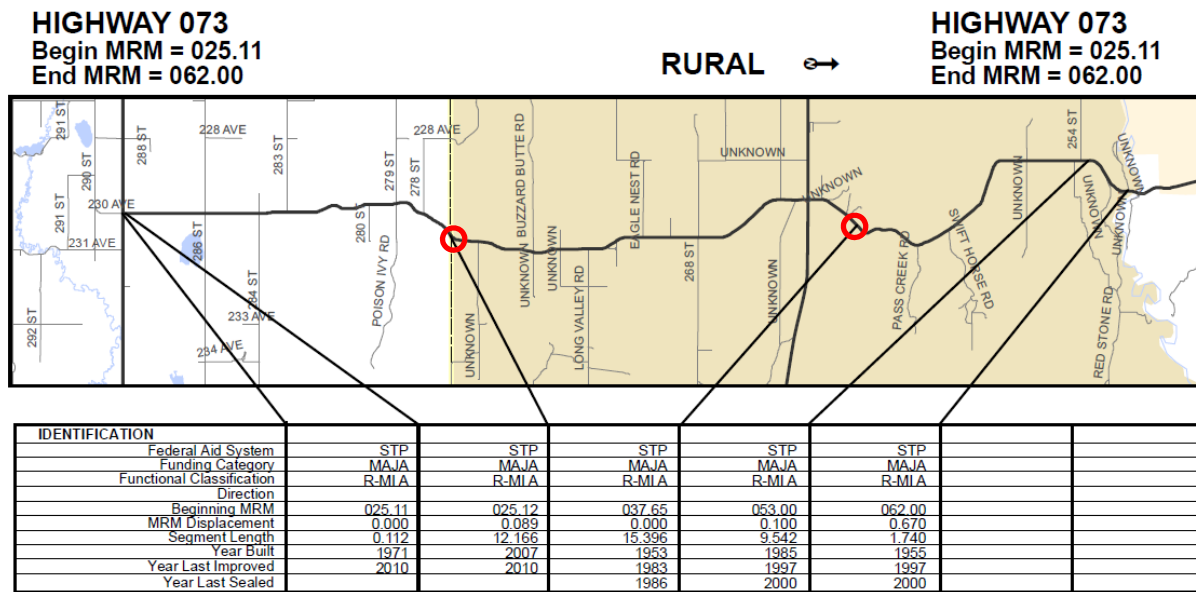 HIGHWAY 073
Begin MRM = 025.11
End MRM = 062.00
RURAL
HIGHWAY 073
Begin MRM = 025.11
End MRM = 062.00
291 ST
290 ST
288 ST
228 AVE
283 ST
279 ST
278 ST
228 AVE
230 AVE
291 ST
231 AVE
286 ST
284 ST
280 ST
POISON IVY RD
233 AVE
234 AVE
292 ST
BUZZARD BUTTE RD
UNKNOWN
UNKNOWN
UNKNOWN
LONG VALLEY RD
EAGLE NEST RD
268 ST
UNKNOWN
UNKNOWN
UNKNOWN
PASS CREEK RD
SWIFT HORSE RD
UNKNOWN
254 ST
UNKNOWN
UNKNOWN
UNKNOWN
RED STONE RD
IDENTIFICATION
Federal Aid System STP STP STP STP STP
Funding Category MAJA MAJA MAJA MAJA MAJA
Functional Classification R-MI A R-MI A R-MI A R-MI A R-MI A
Direction
Beginning MRM 025.11 025.12 037.65 053.00 062.00
MRM Displacement 0.000 0.089 0.000 0.100 0.670
Segment Length 0.112 12.166 15.396 9.542 1.740
Year Built 1971 2007 1953 1985 1955
Year Last Improved 2010 2010 1983 1997 1997
Year Last Sealed 1986 2000 2000